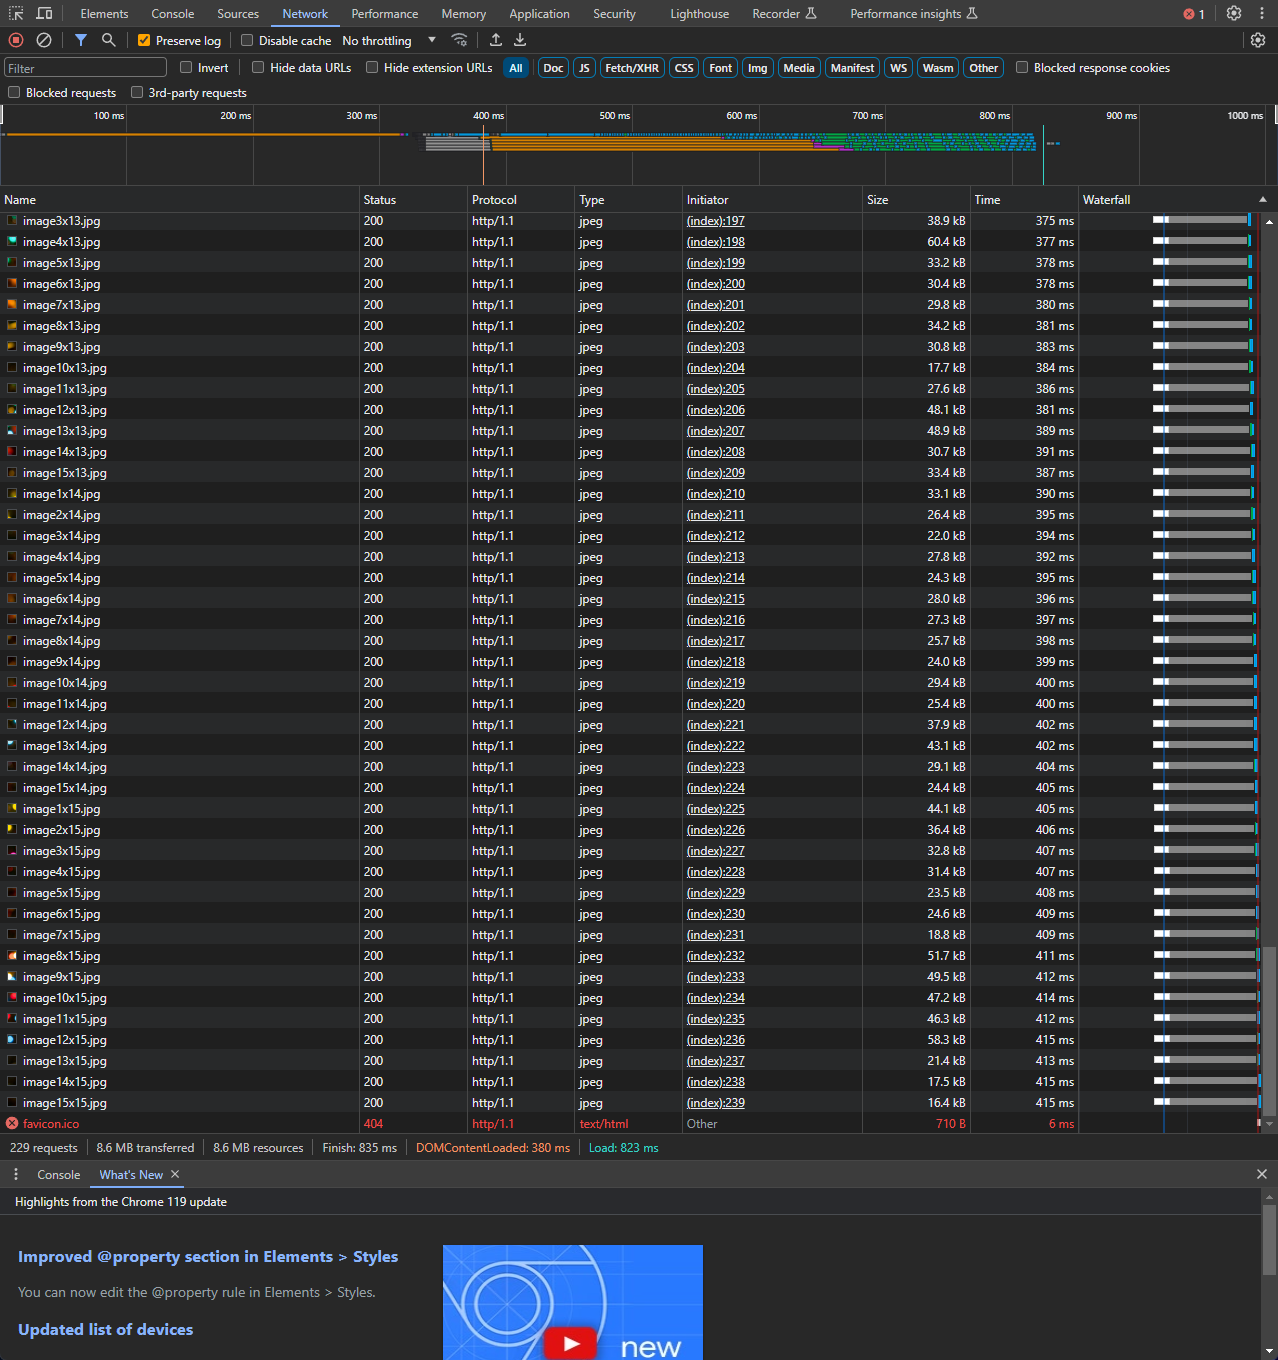 Elements Console Sources Network Performance Memory Application Security Lighthouse Recorder Performance insights 1
Preserve log Disable cache No throttling
Filter Invert Hide data URLs Hide extension URLs All Doc JS Fetch/XHR CSS Font Img Media Manifest WS Wasm Other Blocked response cookies
Blocked requests 3rd-party requests
100 ms 200 ms 300 ms 400 ms 500 ms 600 ms 700 ms 800 ms 900 ms 1000 ms
Name Status Protocol Type Initiator Size Time Waterfall
image3x13.jpg 200 http/1.1 jpeg (index):197 38.9 kB 375 ms
image4x13.jpg 200 http/1.1 jpeg (index):198 60.4 kB 377 ms
image5x13.jpg 200 http/1.1 jpeg (index):199 33.2 kB 378 ms
image6x13.jpg 200 http/1.1 jpeg (index):200 30.4 kB 378 ms
image7x13.jpg 200 http/1.1 jpeg (index):201 29.8 kB 380 ms
image8x13.jpg 200 http/1.1 jpeg (index):202 34.2 kB 381 ms
image9x13.jpg 200 http/1.1 jpeg (index):203 30.8 kB 383 ms
image10x13.jpg 200 http/1.1 jpeg (index):204 17.7 kB 384 ms
image11x13.jpg 200 http/1.1 jpeg (index):205 27.6 kB 386 ms
image12x13.jpg 200 http/1.1 jpeg (index):206 48.1 kB 381 ms
image13x13.jpg 200 http/1.1 jpeg (index):207 48.9 kB 389 ms
image14x13.jpg 200 http/1.1 jpeg (index):208 30.7 kB 391 ms
image15x13.jpg 200 http/1.1 jpeg (index):209 33.4 kB 387 ms
image1x14.jpg 200 http/1.1 jpeg (index):210 33.1 kB 390 ms
image2x14.jpg 200 http/1.1 jpeg (index):211 26.4 kB 395 ms
image3x14.jpg 200 http/1.1 jpeg (index):212 22.0 kB 394 ms
image4x14.jpg 200 http/1.1 jpeg (index):213 27.8 kB 392 ms
image5x14.jpg 200 http/1.1 jpeg (index):214 24.3 kB 395 ms
image6x14.jpg 200 http/1.1 jpeg (index):215 28.0 kB 396 ms
image7x14.jpg 200 http/1.1 jpeg (index):216 27.3 kB 397 ms
image8x14.jpg 200 http/1.1 jpeg (index):217 25.7 kB 398 ms
image9x14.jpg 200 http/1.1 jpeg (index):218 24.0 kB 399 ms
image10x14.jpg 200 http/1.1 jpeg (index):219 29.4 kB 400 ms
image11x14.jpg 200 http/1.1 jpeg (index):220 25.4 kB 400 ms
image12x14.jpg 200 http/1.1 jpeg (index):221 37.9 kB 402 ms
image13x14.jpg 200 http/1.1 jpeg (index):222 43.1 kB 402 ms
image14x14.jpg 200 http/1.1 jpeg (index):223 29.1 kB 404 ms
image15x14.jpg 200 http/1.1 jpeg (index):224 24.4 kB 405 ms
image1x15.jpg 200 http/1.1 jpeg (index):225 44.1 kB 405 ms
image2x15.jpg 200 http/1.1 jpeg (index):226 36.4 kB 406 ms
image3x15.jpg 200 http/1.1 jpeg (index):227 32.8 kB 407 ms
image4x15.jpg 200 http/1.1 jpeg (index):228 31.4 kB 407 ms
image5x15.jpg 200 http/1.1 jpeg (index):229 23.5 kB 408 ms
image6x15.jpg 200 http/1.1 jpeg (index):230 24.6 kB 409 ms
image7x15.jpg 200 http/1.1 jpeg (index):231 18.8 kB 409 ms
image8x15.jpg 200 http/1.1 jpeg (index):232 51.7 kB 411 ms
image9x15.jpg 200 http/1.1 jpeg (index):233 49.5 kB 412 ms
image10x15.jpg 200 http/1.1 jpeg (index):234 47.2 kB 414 ms
image11x15.jpg 200 http/1.1 jpeg (index):235 46.3 kB 412 ms
image12x15.jpg 200 http/1.1 jpeg (index):236 58.3 kB 415 ms
image13x15.jpg 200 http/1.1 jpeg (index):237 21.4 kB 413 ms
image14x15.jpg 200 http/1.1 jpeg (index):238 17.5 kB 415 ms
image15x15.jpg 200 http/1.1 jpeg (index):239 16.4 kB 415 ms
favicon.ico 404 http/1.1 text/html Other 710 B 6 ms
229 requests 8.6 MB transferred 8.6 MB resources Finish: 835 ms DOMContentLoaded: 380 ms Load: 823 ms
Console What's New
Highlights from the Chrome 119 update
Improved @property section in Elements > Styles
You can now edit the @property rule in Elements > Styles.
Updated list of devices
new